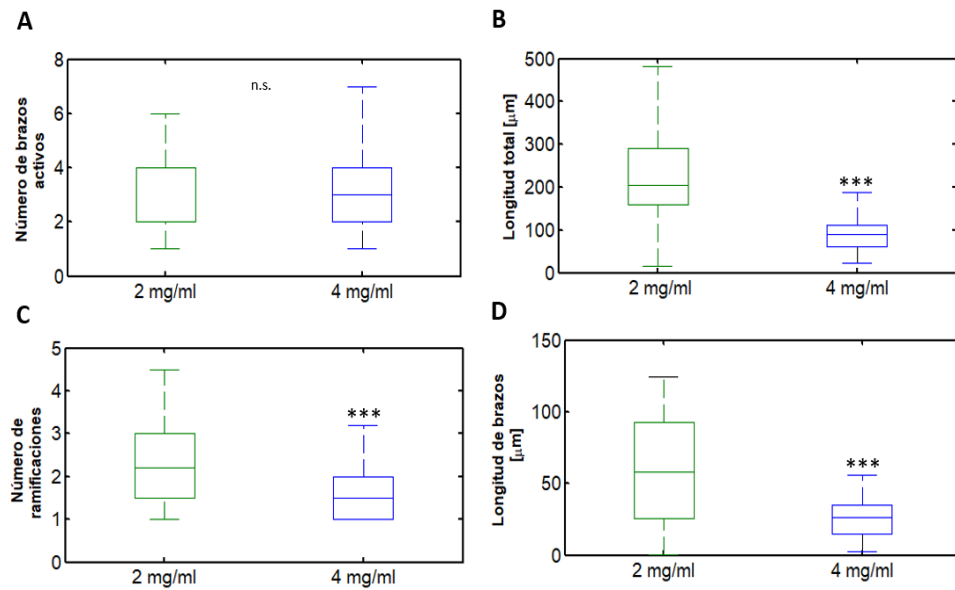 A
Número de brazos
activos
8
6
4
2
0
n.s.
2 mg/ml
4 mg/ml
B
Longitud total [µm]
500
400
300
200
100
0
***
2 mg/ml
4 mg/ml
C
Número de
ramificaciones
5
4
3
2
1
0
***
2 mg/ml
4 mg/ml
D
Longitud de brazos
[µm]
150
100
50
0
***
2 mg/ml
4 mg/ml